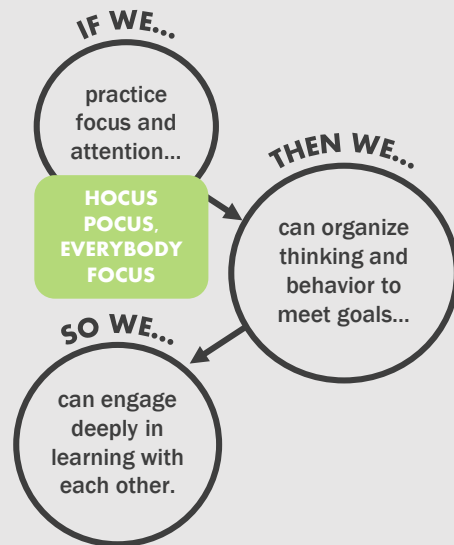 IF WE...
practice
focus and
attention...
HOCUS
POCUS,
EVERYBODY
FOCUS
THEN WE...
can organize
thinking and
behavior to
meet goals...
SO WE...
can engage
deeply in
learning with
each other.